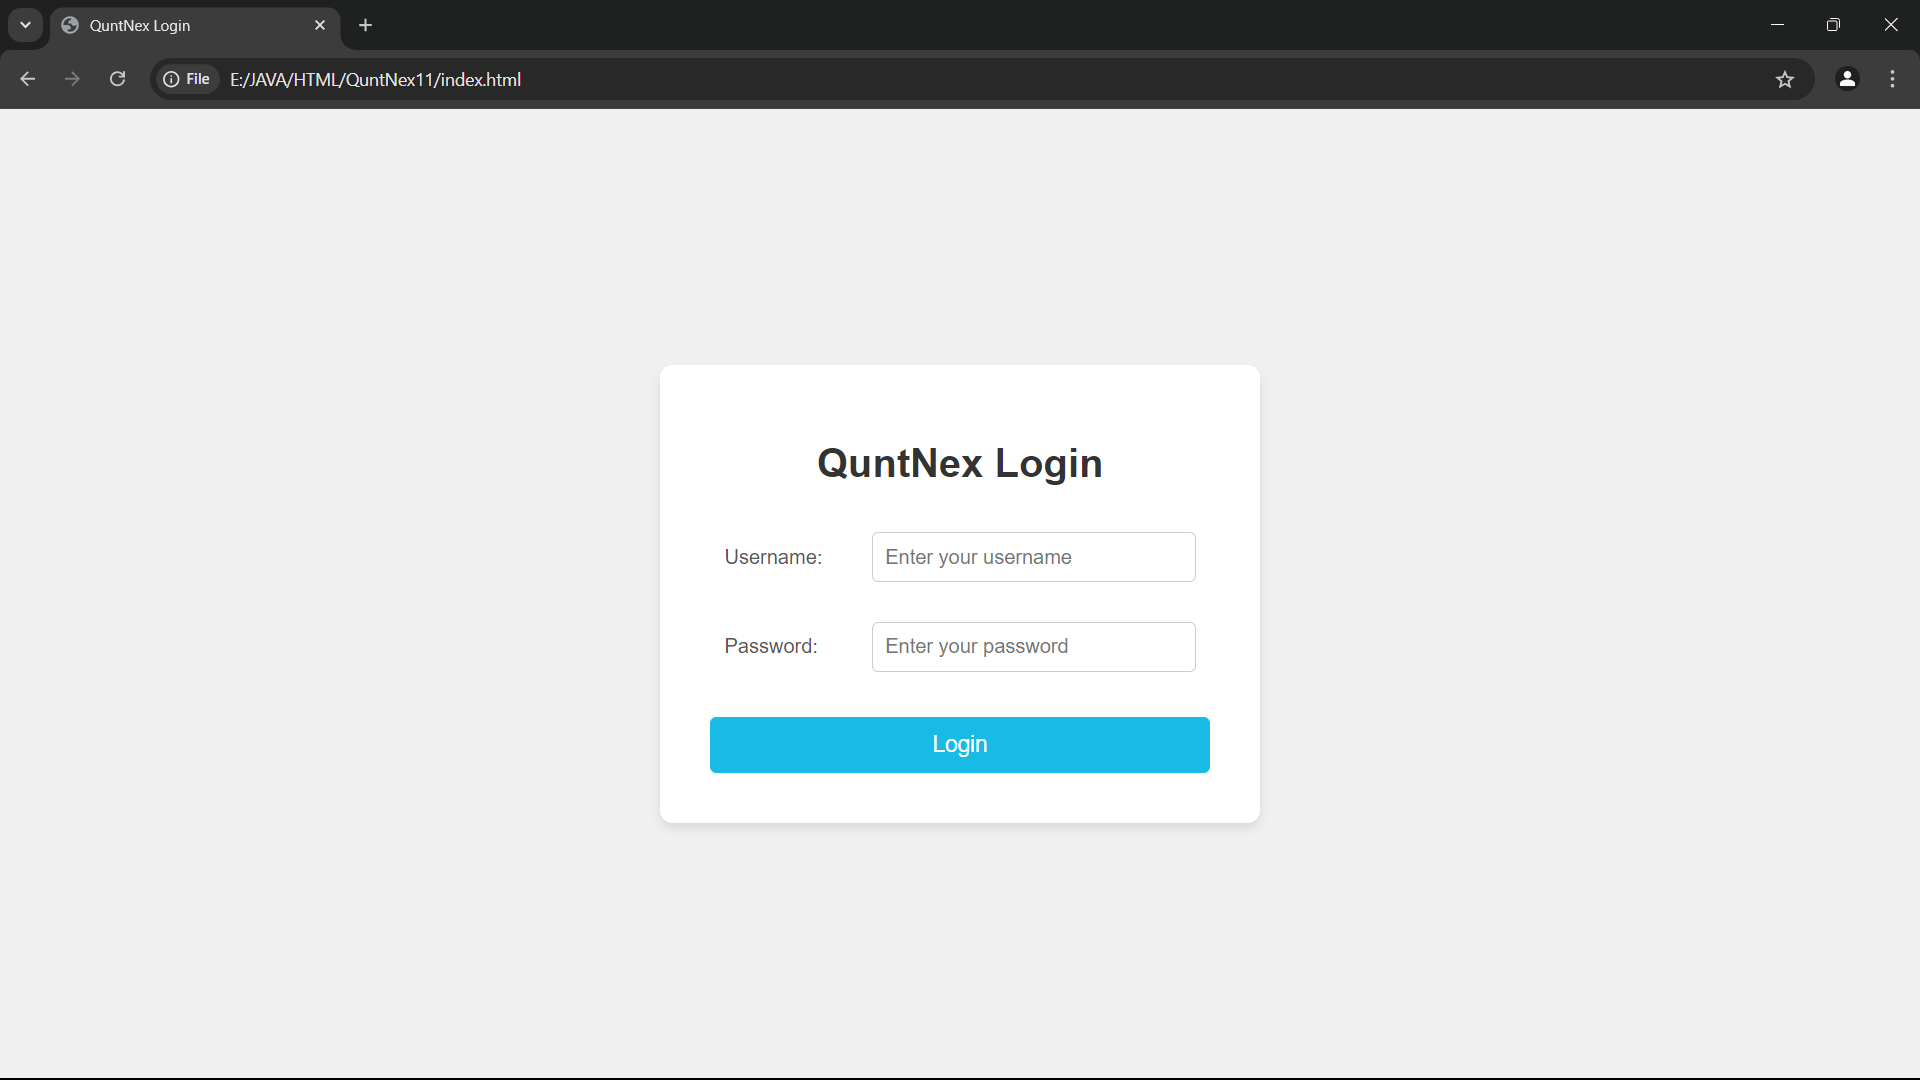 QuntNex Login
File
E:/JAVA/HTML/QuntNex11/index.html
QuntNex Login
Username:
Enter your username
Password:
Enter your password
Login